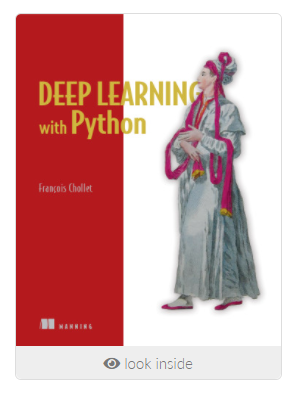 DEEP LEARNING
with Python
François Chollet
MANNING
look inside